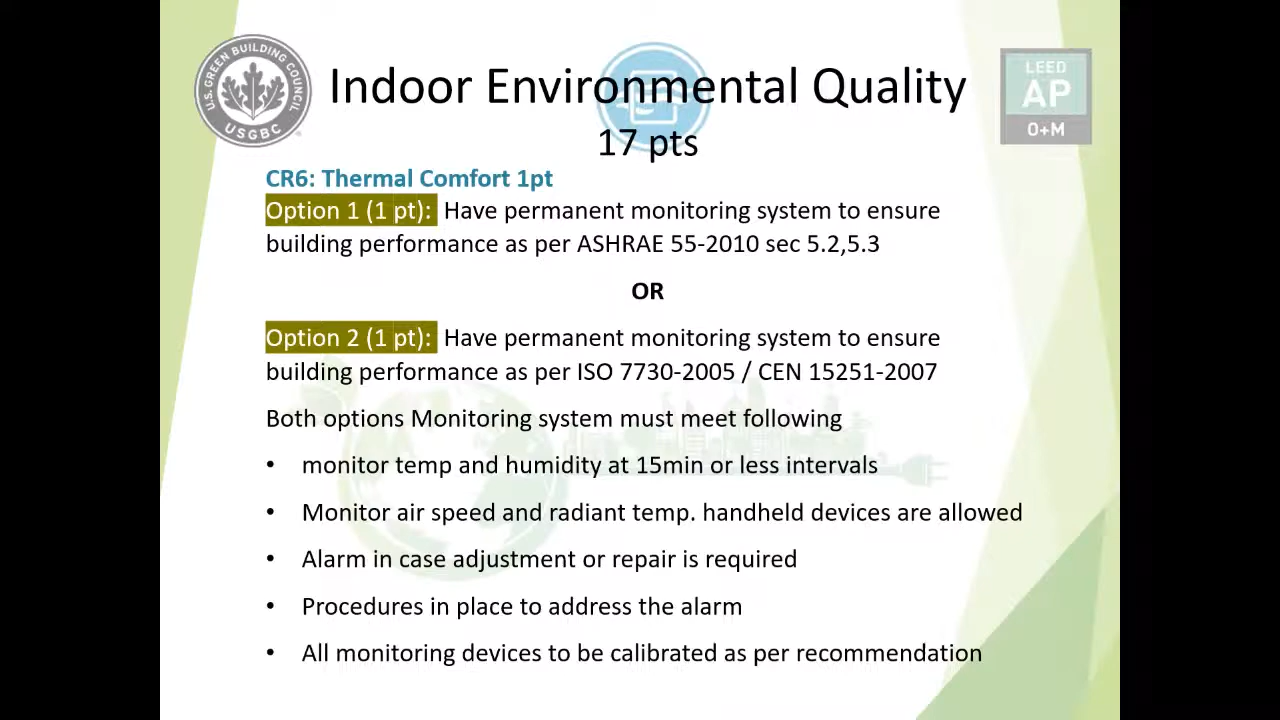 U.S. GREEN BUILDING COUNCIL
USGBC
Indoor Environmental Quality
17 pts
LEED
AP
O+M
CR6: Thermal Comfort 1pt
Option 1 (1 pt): Have permanent monitoring system to ensure
building performance as per ASHRAE 55-2010 sec 5.2,5.3
OR
Option 2 (1 pt): Have permanent monitoring system to ensure
building performance as per ISO 7730-2005 / CEN 15251-2007
Both options Monitoring system must meet following
• monitor temp and humidity at 15min or less intervals
• Monitor air speed and radiant temp. handheld devices are allowed
• Alarm in case adjustment or repair is required
• Procedures in place to address the alarm
• All monitoring devices to be calibrated as per recommendation